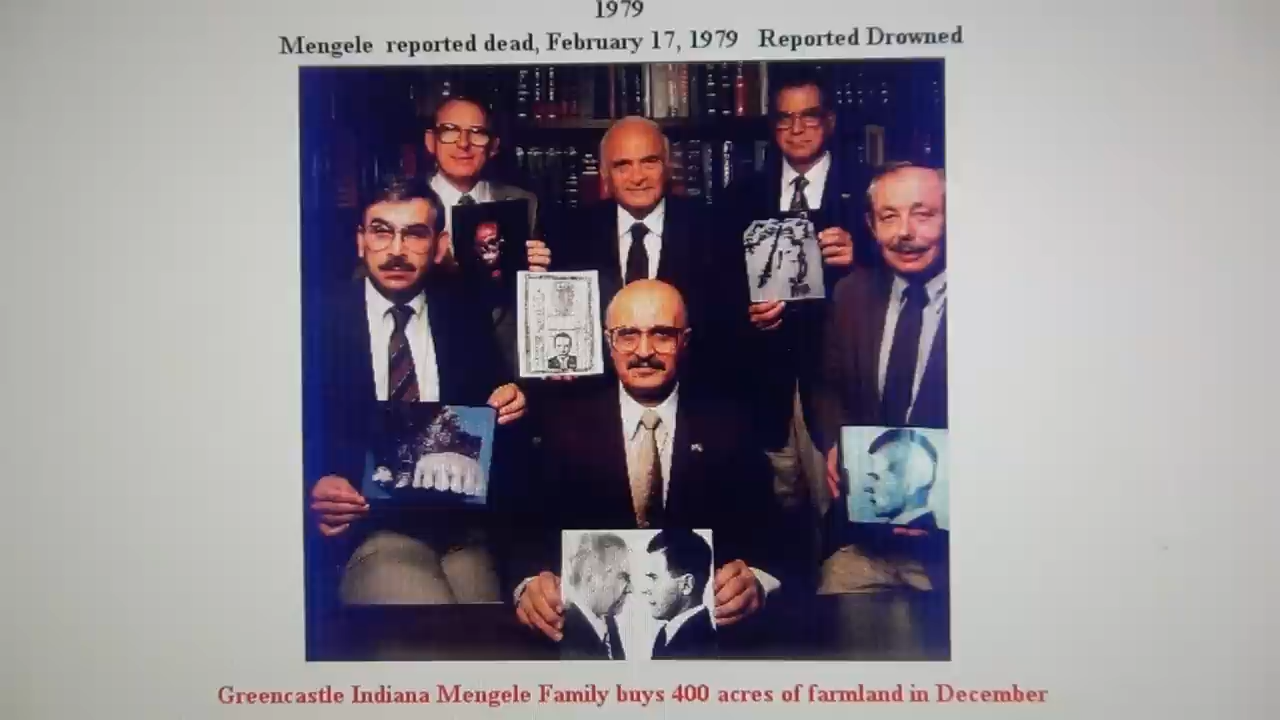 1979
Mengele reported dead, February 17, 1979 Reported Drowned
Greencastle Indiana Mengele Family buys 400 acres of farmland in December